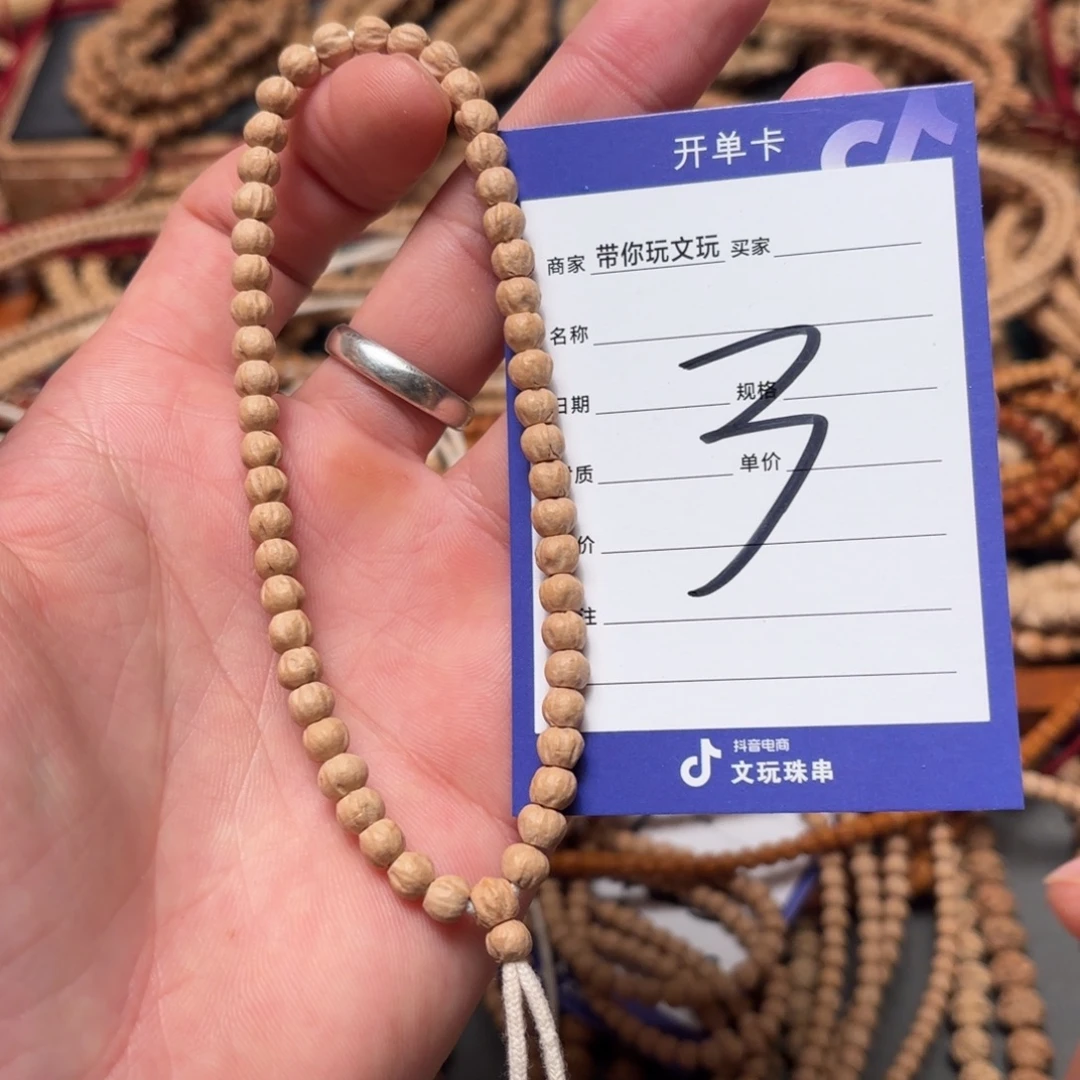 开单卡
商家 带你玩文玩 买家
名称
日期 规格
质 单价
价
注
3
抖音电商
文玩珠串